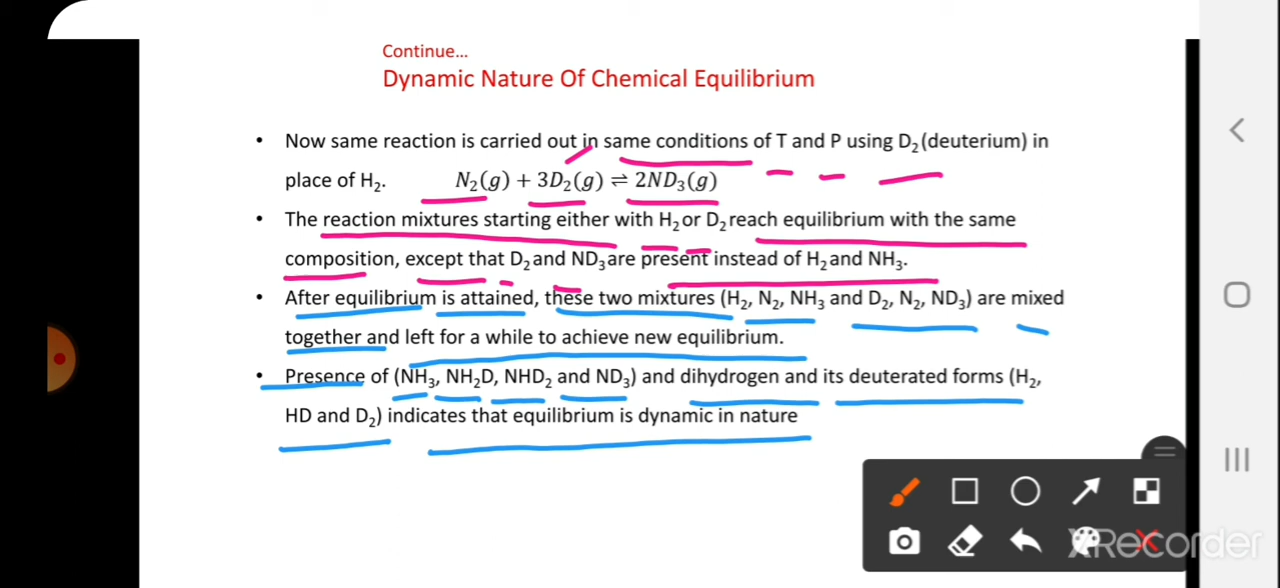 Continue...
Dynamic Nature Of Chemical Equilibrium
• Now same reaction is carried out in same conditions of T and P using D₂ (deuterium) in
place of H₂. N₂(g) + 3D₂(g) ⇌ 2ND₃(g)
• The reaction mixtures starting either with H₂ or D₂ reach equilibrium with the same
composition, except that D₂ and ND₃ are present instead of H₂ and NH₃.
• After equilibrium is attained, these two mixtures (H₂, N₂, NH₃ and D₂, N₂, ND₃) are mixed
together and left for a while to achieve new equilibrium.
• Presence of (NH₃, NH₂D, NHD₂ and ND₃) and dihydrogen and its deuterated forms (H₂,
HD and D₂) indicates that equilibrium is dynamic in nature
XRecorder